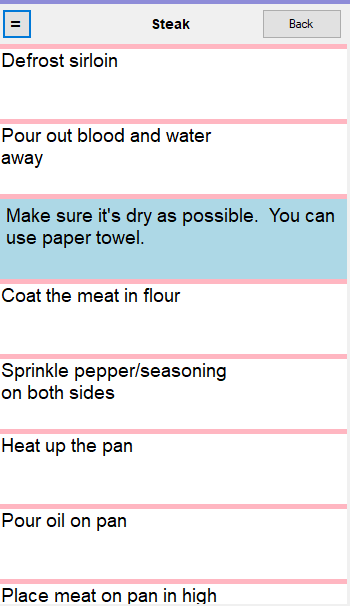 = Steak Back
Defrost sirloin
Pour out blood and water
away
Make sure it's dry as possible.  You can
use paper towel.
Coat the meat in flour
Sprinkle pepper/seasoning
on both sides
Heat up the pan
Pour oil on pan
Place meat on pan in high